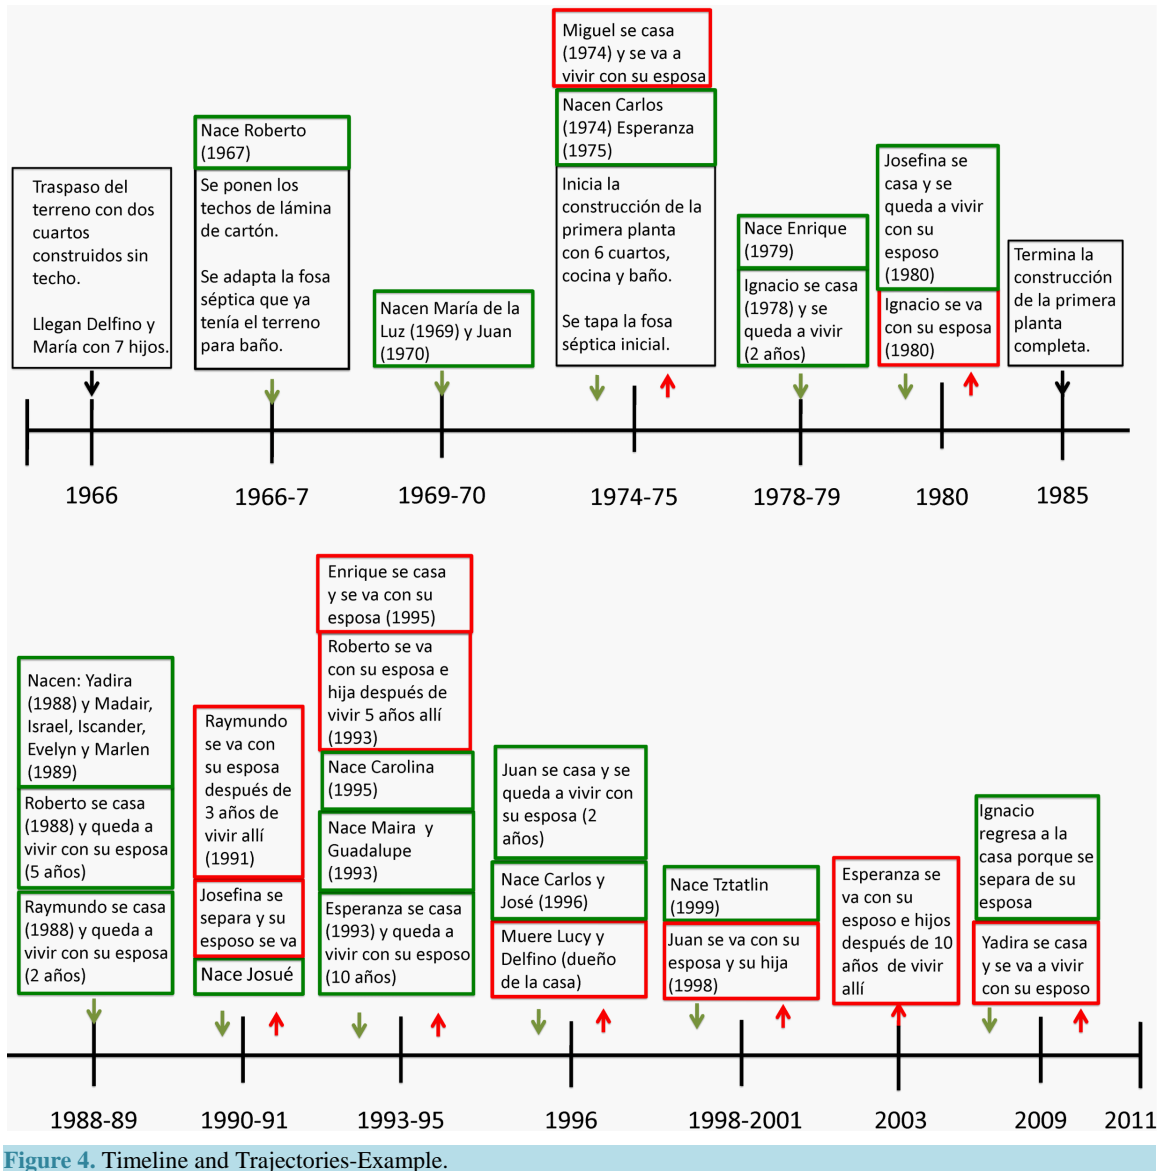 Traspaso del
terreno con dos
cuartos
construidos sin
techo.
Llegan Delfino y
María con 7 hijos.
Nace Roberto
(1967)
Se ponen los
techos de lámina
de cartón.
Se adapta la fosa
séptica que ya
tenía el terreno
para baño.
Nacen María de la
Luz (1969) y Juan
(1970)
Miguel se casa
(1974) y se va a
vivir con su esposa
Nacen Carlos
(1974) Esperanza
(1975)
Inicia la
construcción de la
primera planta
con 6 cuartos,
cocina y baño.
Se tapa la fosa
séptica inicial.
Nace Enrique
(1979)
Ignacio se casa
(1978) y se
queda a vivir
(2 años)
Josefina se
casa y se
queda a vivir
con su
esposo
(1980)
Ignacio se va
con su esposa
(1980)
Termina la
construcción
de la primera
planta
completa.
1966
1966-7
1969-70
1974-75
1978-79
1980
1985
Nacen: Yadira
(1988) y Madair,
Israel, Iscander,
Evelyn y Marlen
(1989)
Roberto se casa
(1988) y queda a
vivir con su esposa
(5 años)
Raymundo se casa
(1988) y queda a
vivir con su esposa
(2 años)
Raymundo
se va con
su esposa
después de
3 años de
vivir allí
(1991)
Josefina se
separa y su
esposo se va
Nace Josué
Enrique se casa
y se va con su
esposa (1995)
Roberto se va
con su esposa e
hija después de
vivir 5 años allí
(1993)
Nace Carolina
(1995)
Nace Maira y
Guadalupe
(1993)
Esperanza se casa
(1993) y queda a
vivir con su esposo
(10 años)
Juan se casa y se
queda a vivir con
su esposa (2
años)
Nace Carlos y
José (1996)
Muere Lucy y
Delfino (dueño
de la casa)
Nace Tztatlin
(1999)
Juan se va con su
esposa y su hija
(1998)
Esperanza se
va con su
esposo e hijos
después de 10
años de vivir
allí
Ignacio
regresa a la
casa porque se
separa de su
esposa
Yadira se casa
y se va a vivir
con su esposo
1988-89
1990-91
1993-95
1996
1998-2001
2003
2009
2011
Figure 4. Timeline and Trajectories-Example.